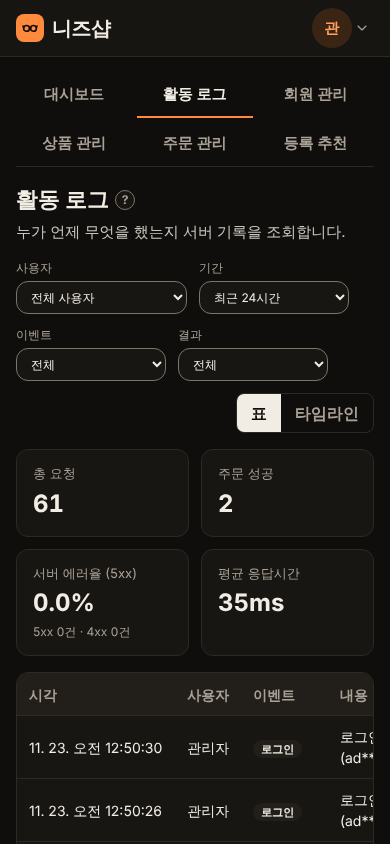 니즈샵
관
대시보드 활동 로그 회원 관리
상품 관리 주문 관리 등록 추천
활동 로그 ?
누가 언제 무엇을 했는지 서버 기록을 조회합니다.
사용자 기간
전체 사용자 최근 24시간
이벤트 결과
전체 전체
표 타임라인
총 요청 주문 성공
61 2
서버 에러율 (5xx) 평균 응답시간
0.0% 35ms
5xx 0건 · 4xx 0건
시각 사용자 이벤트 내용
11. 23. 오전 12:50:30 관리자 로그인 로그인
(ad**
11. 23. 오전 12:50:26 관리자 로그인 로그인
(ad**